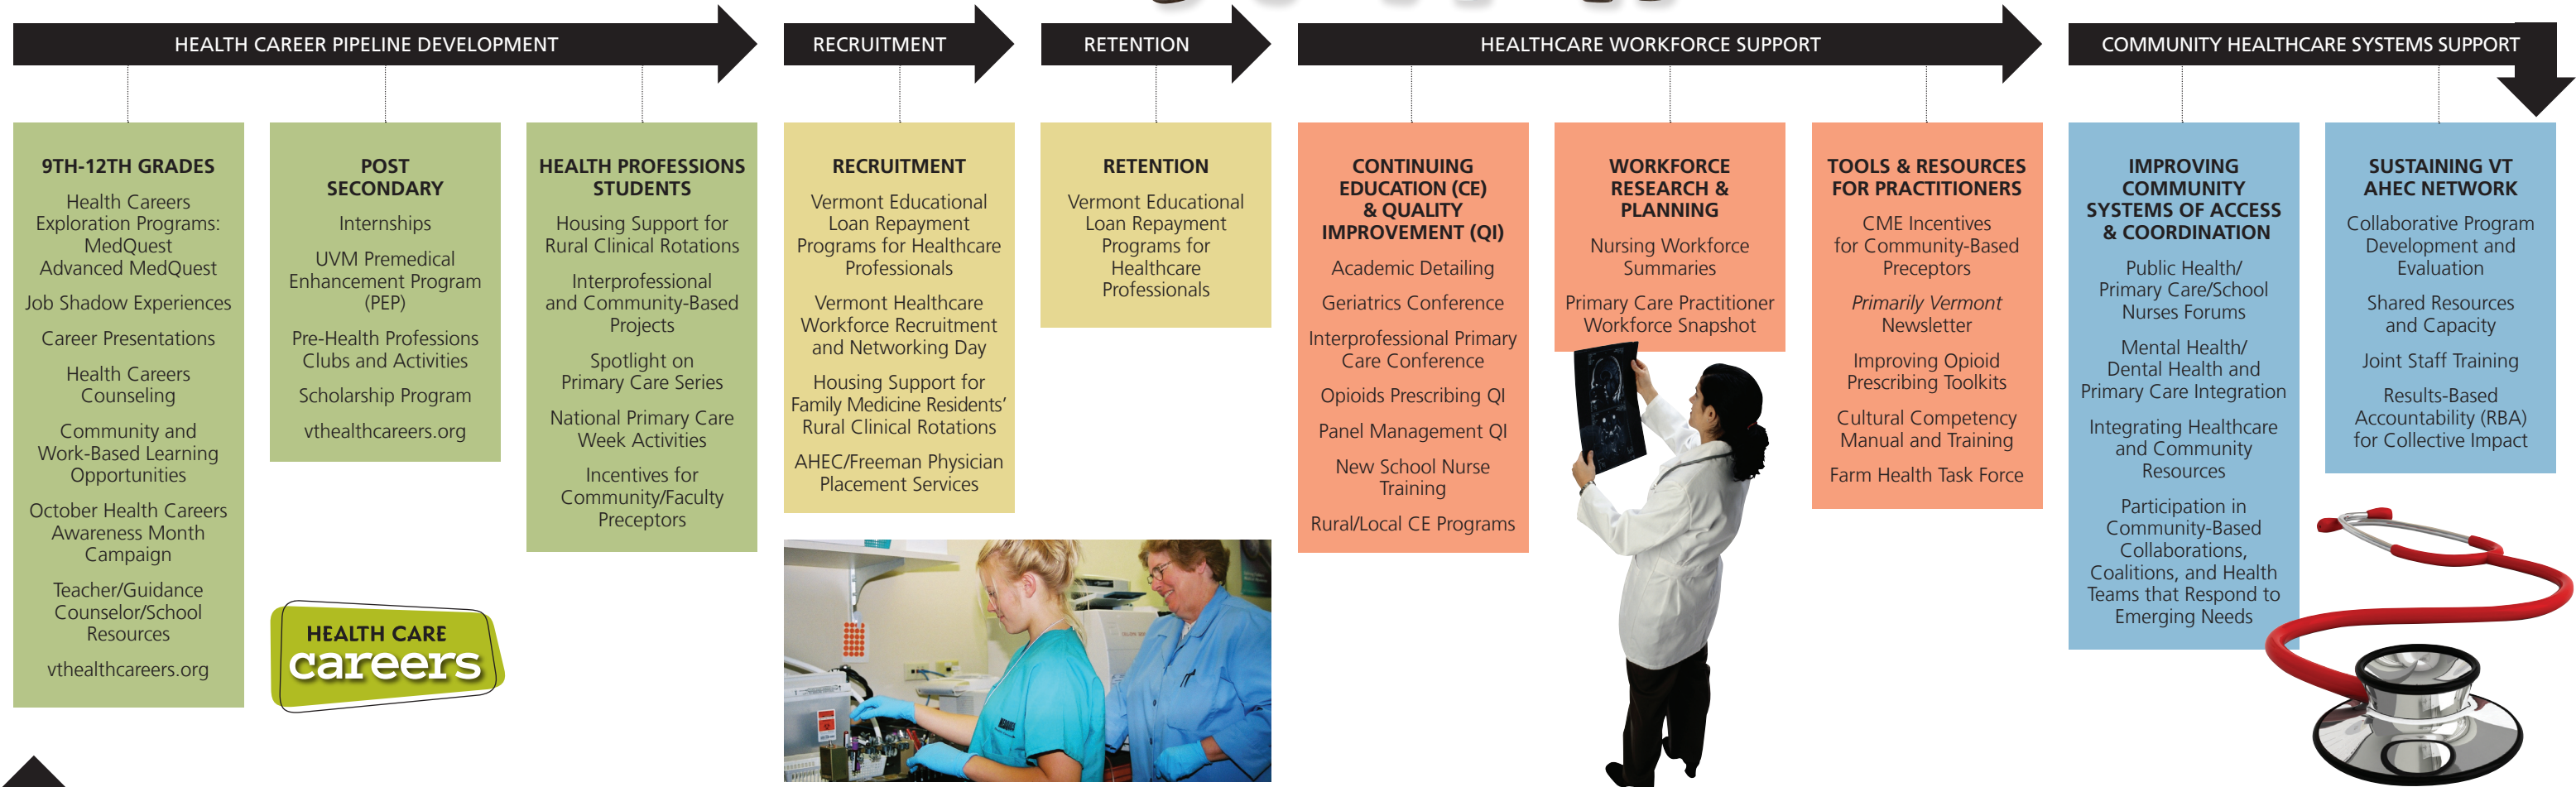 HEALTH CAREER PIPELINE DEVELOPMENT
RECRUITMENT
RETENTION
HEALTHCARE WORKFORCE SUPPORT
COMMUNITY HEALTHCARE SYSTEMS SUPPORT
9TH-12TH GRADES
Health Careers
Exploration Programs:
MedQuest
Advanced MedQuest
Job Shadow Experiences
Career Presentations
Health Careers
Counseling
Community and
Work-Based Learning
Opportunities
October Health Careers
Awareness Month
Campaign
Teacher/Guidance
Counselor/School
Resources
vthealthcareers.org
POST
SECONDARY
Internships
UVM Premedical
Enhancement Program
(PEP)
Pre-Health Professions
Clubs and Activities
Scholarship Program
vthealthcareers.org
HEALTH CARE
careers
HEALTH PROFESSIONS
STUDENTS
Housing Support for
Rural Clinical Rotations
Interprofessional
and Community-Based
Projects
Spotlight on
Primary Care Series
National Primary Care
Week Activities
Incentives for
Community/Faculty
Preceptors
RECRUITMENT
Vermont Educational
Loan Repayment
Programs for Healthcare
Professionals
Vermont Healthcare
Workforce Recruitment
and Networking Day
Housing Support for
Family Medicine Residents’
Rural Clinical Rotations
AHEC/Freeman Physician
Placement Services
RETENTION
Vermont Educational
Loan Repayment
Programs for
Healthcare
Professionals
CONTINUING
EDUCATION (CE)
& QUALITY
IMPROVEMENT (QI)
Academic Detailing
Geriatrics Conference
Interprofessional Primary
Care Conference
Opioids Prescribing QI
Panel Management QI
New School Nurse
Training
Rural/Local CE Programs
WORKFORCE
RESEARCH &
PLANNING
Nursing Workforce
Summaries
Primary Care Practitioner
Workforce Snapshot
TOOLS & RESOURCES
FOR PRACTITIONERS
CME Incentives
for Community-Based
Preceptors
Primarily Vermont
Newsletter
Improving Opioid
Prescribing Toolkits
Cultural Competency
Manual and Training
Farm Health Task Force
IMPROVING
COMMUNITY
SYSTEMS OF ACCESS
& COORDINATION
Public Health/
Primary Care/School
Nurses Forums
Mental Health/
Dental Health and
Primary Care Integration
Integrating Healthcare
and Community
Resources
Participation in
Community-Based
Collaborations,
Coalitions, and Health
Teams that Respond to
Emerging Needs
SUSTAINING VT
AHEC NETWORK
Collaborative Program
Development and
Evaluation
Shared Resources
and Capacity
Joint Staff Training
Results-Based
Accountability (RBA)
for Collective Impact